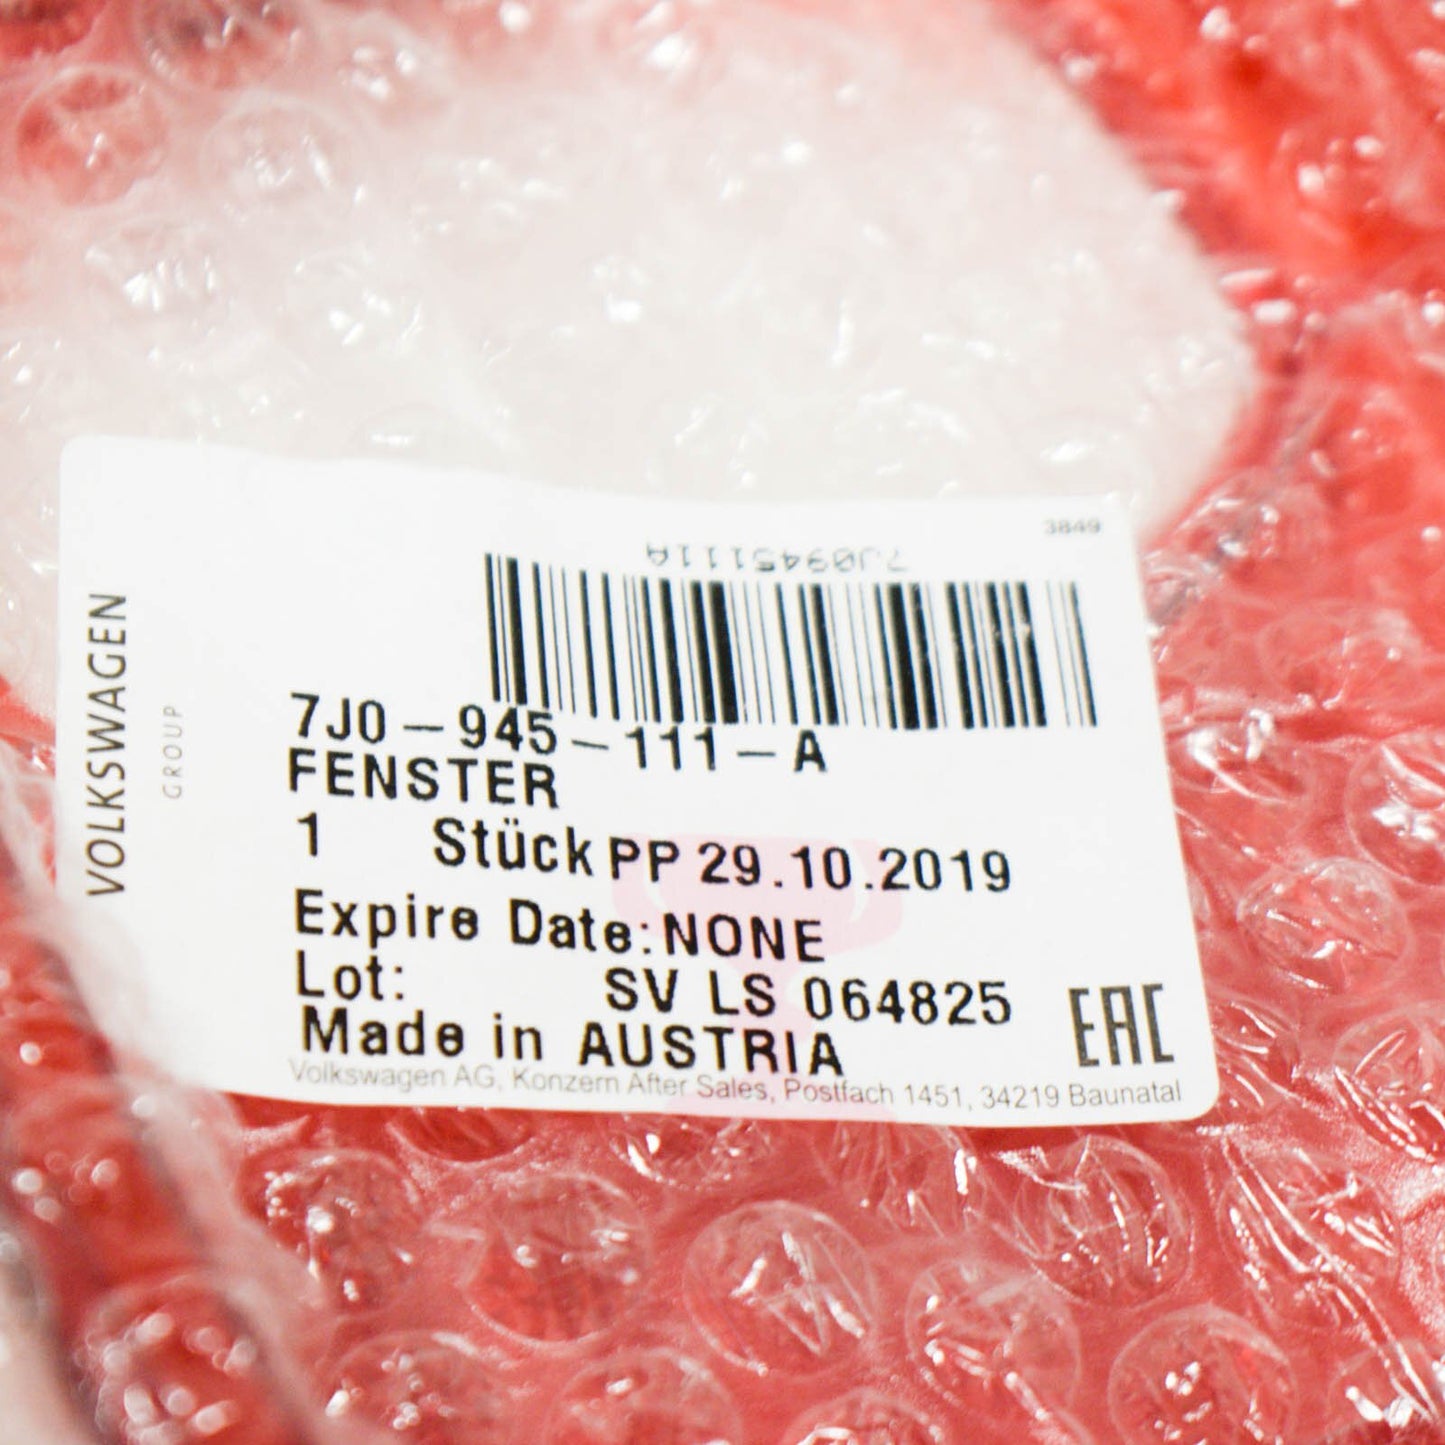 3849
7J0945111A
VOLKSWAGEN
GROUP
7J0-945-111-A
FENSTER
1 Stück PP 29.10.2019
Expire Date: NONE
Lot: SV LS 064825
Made in AUSTRIA
EAC
Volkswagen AG, Konzern After Sales, Postfach 1451, 34219 Baunatal